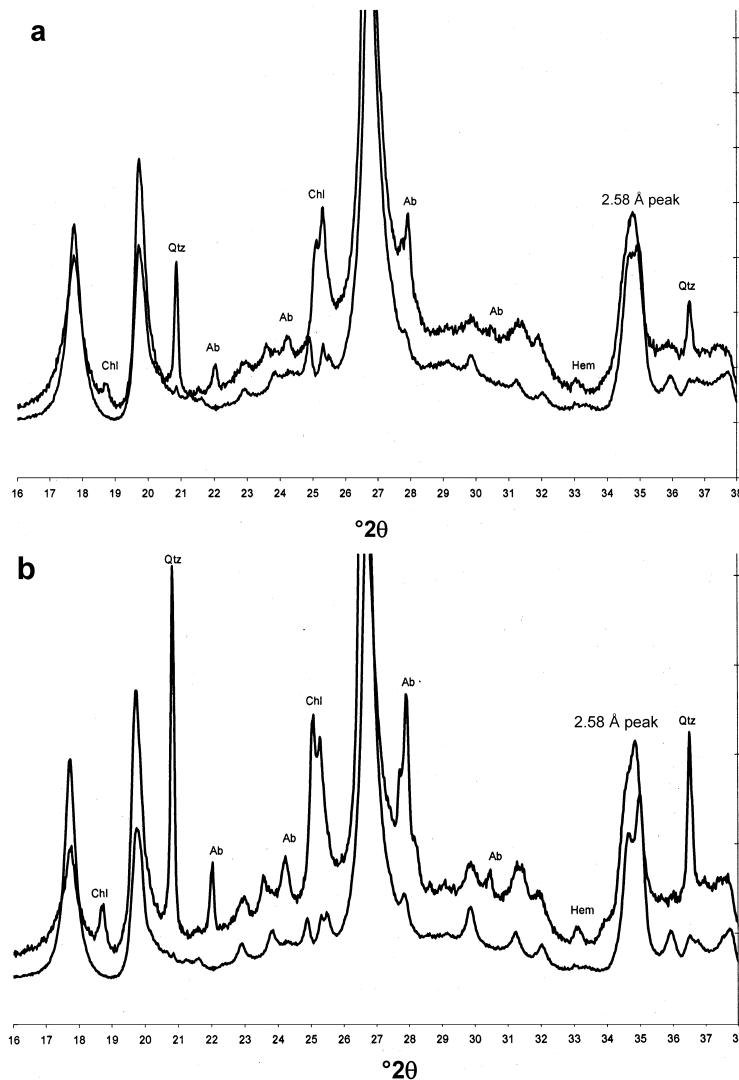 a
Chl
Qtz
Ab
Ab
Chl
Ab
Ab
Hem
2.58 Å peak
Qtz
16 17 18 19 20 21 22 23 24 25 26 27 28 29 30 31 32 33 34 35 36 37 38
°2θ
b
Chl
Qtz
Ab
Ab
Chl
Ab
Ab
Hem
2.58 Å peak
Qtz
16 17 18 19 20 21 22 23 24 25 26 27 28 29 30 31 32 33 34 35 36 37 3
°2θ